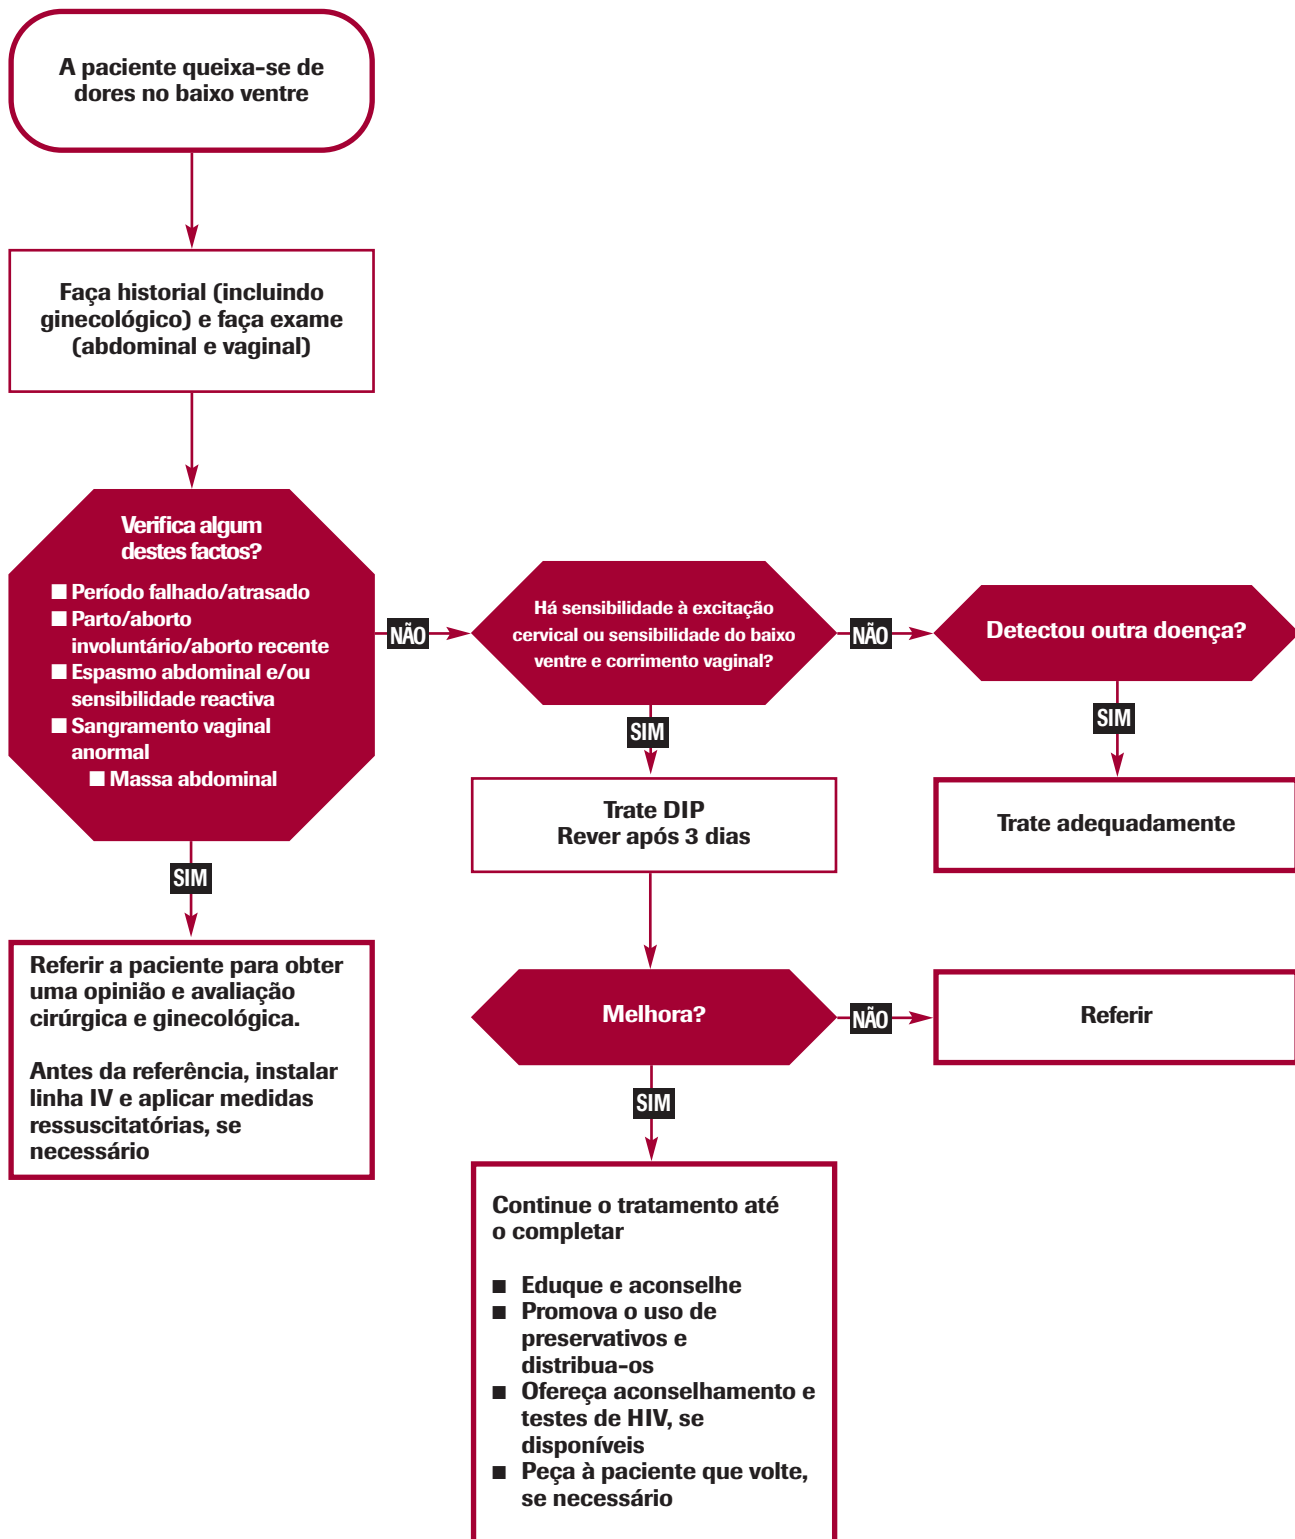 A paciente queixa-se de
dores no baixo ventre
Faça historial (incluindo
ginecológico) e faça exame
(abdominal e vaginal)
Verifica algum
destes factos?
■ Período falhado/atrasado
■ Parto/aborto
involuntário/aborto recente
■ Espasmo abdominal e/ou
sensibilidade reactiva
■ Sangramento vaginal
anormal
■ Massa abdominal
NÃO
Há sensibilidade à excitação
cervical ou sensibilidade do baixo
ventre e corrimento vaginal?
NÃO
Detectou outra doença?
SIM
SIM
Trate DIP
Rever após 3 dias
Trate adequadamente
SIM
Referir a paciente para obter
uma opinião e avaliação
cirúrgica e ginecológica.
Antes da referência, instalar
linha IV e aplicar medidas
ressuscitatórias, se
necessário
Melhora?
NÃO
Referir
SIM
Continue o tratamento até
o completar
■ Eduque e aconselhe
■ Promova o uso de
preservativos e
distribua-os
■ Ofereça aconselhamento e
testes de HIV, se
disponíveis
■ Peça à paciente que volte,
se necessário